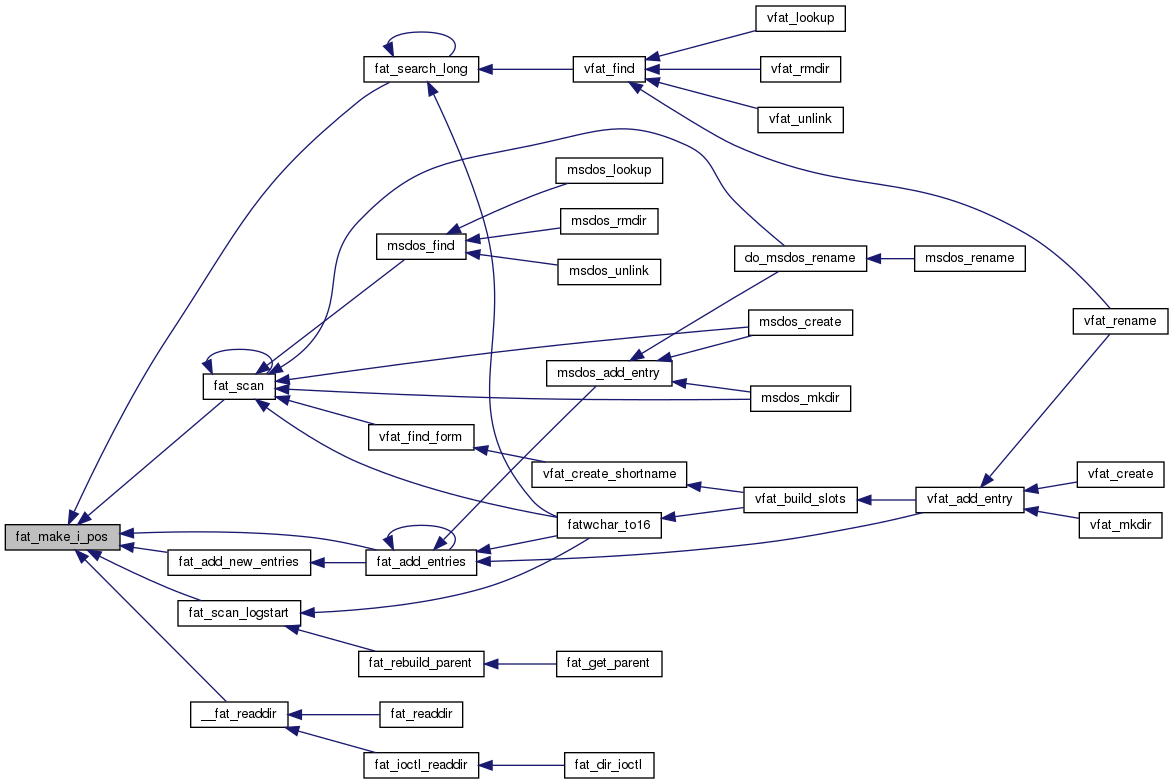 vfat_lookup
fat_search_long
vfat_find
vfat_rmdir
vfat_unlink
msdos_lookup
msdos_rmdir
msdos_find
do_msdos_rename
msdos_rename
msdos_unlink
msdos_create
vfat_rename
fat_scan
msdos_add_entry
msdos_mkdir
vfat_find_form
vfat_create_shortname
vfat_create
vfat_build_slots
vfat_add_entry
fatwchar_to16
vfat_mkdir
fat_make_i_pos
fat_add_new_entries
fat_add_entries
fat_scan_logstart
fat_rebuild_parent
fat_get_parent
__fat_readdir
fat_readdir
fat_ioctl_readdir
fat_dir_ioctl